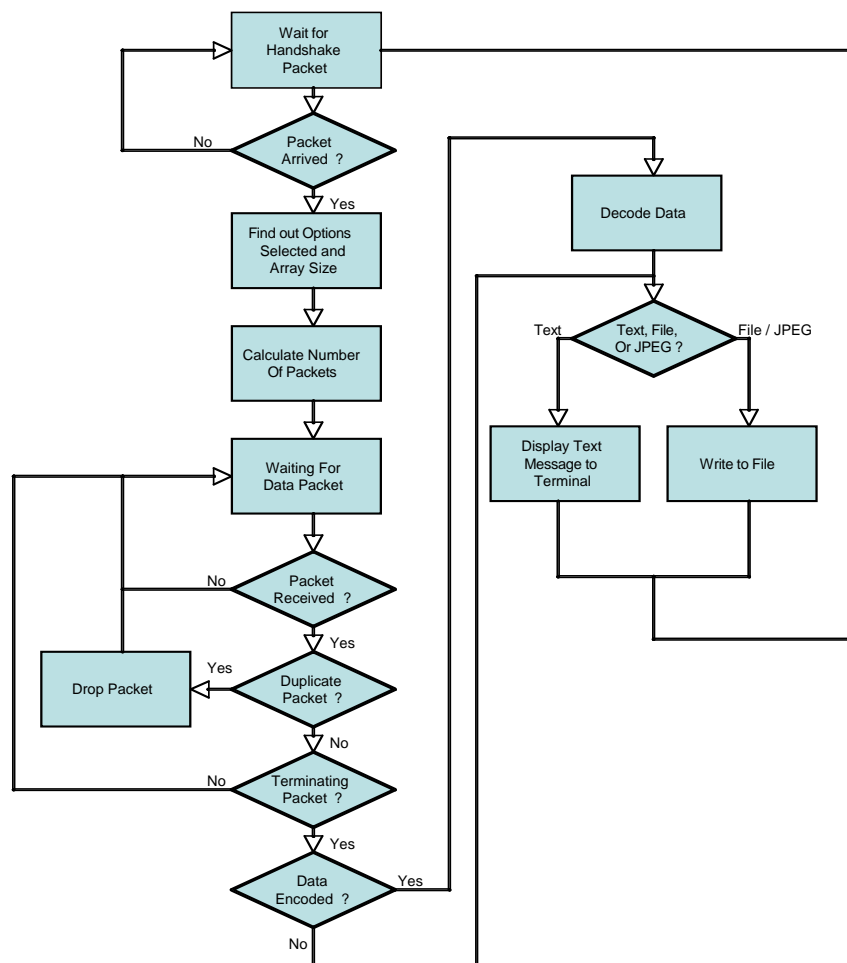 Wait for
Handshake
Packet
No
Packet
Arrived ?
Yes
Find out Options
Selected and
Array Size
Calculate Number
Of Packets
Waiting For
Data Packet
No
Packet
Received ?
Yes
Drop Packet
Yes
Duplicate
Packet ?
No
No
Terminating
Packet ?
Yes
Data
Encoded ?
Yes
No
Decode Data
Text
Text, File,
Or JPEG ?
File / JPEG
Display Text
Message to
Terminal
Write to File